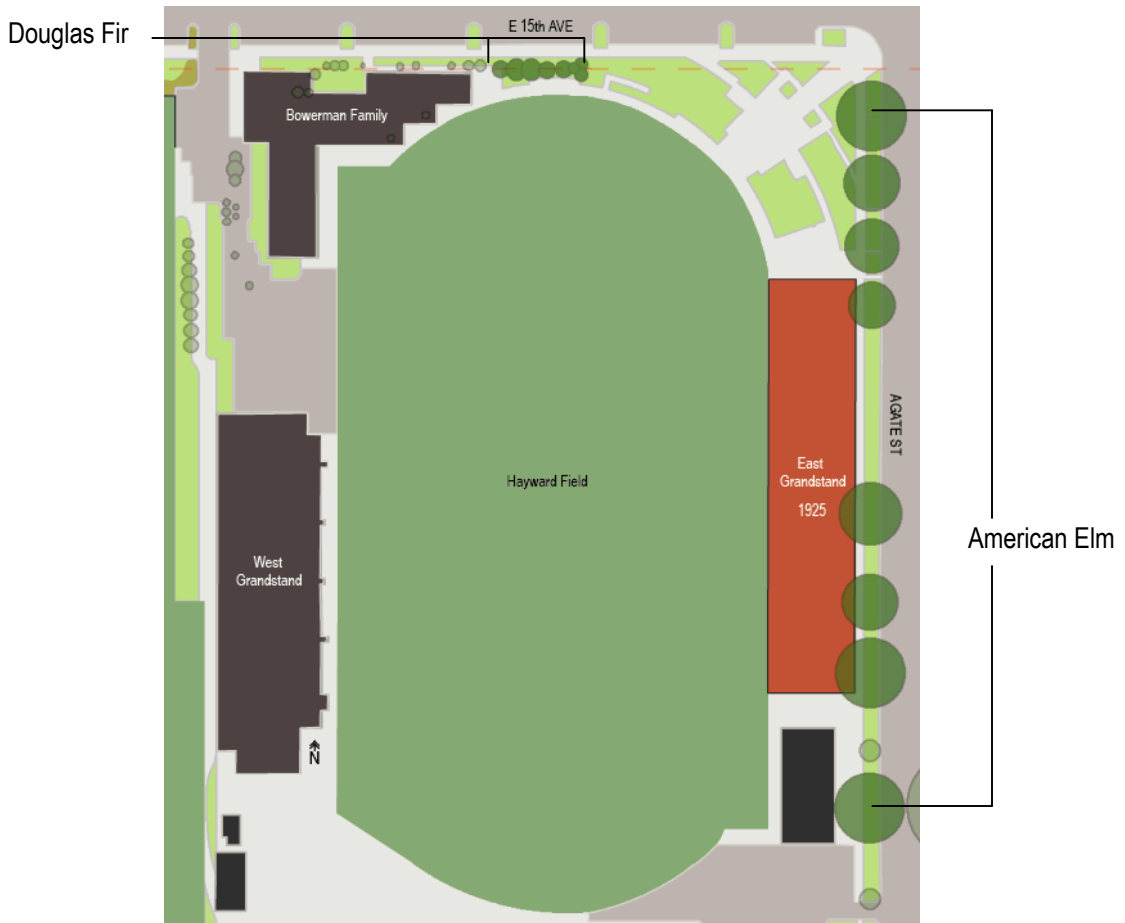 Douglas Fir
E 15th AVE
Bowerman Family
AGATE ST
Hayward Field
East
Grandstand
1925
American Elm
West
Grandstand
N